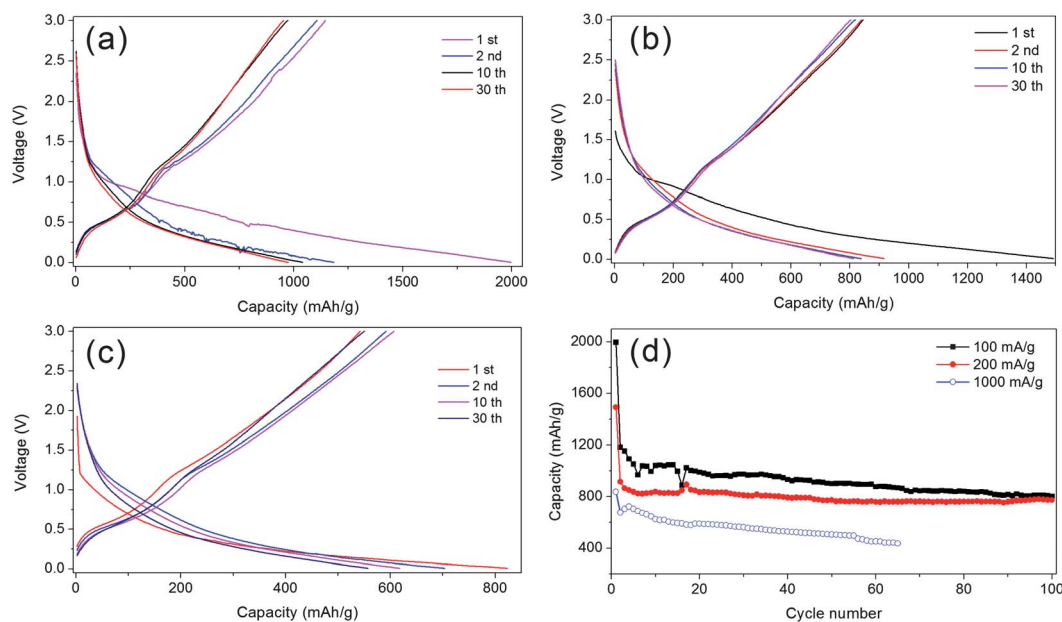 (a)
1 st
2 nd
10 th
30 th
3.0
2.5
2.0
1.5
1.0
0.5
0.0
Voltage (V)
0
500
1000
1500
2000
Capacity (mAh/g)
(b)
1 st
2 nd
10 th
30 th
3.0
2.5
2.0
1.5
1.0
0.5
0.0
Voltage (V)
0
200
400
600
800
1000
1200
1400
Capacity (mAh/g)
(c)
1 st
2 nd
10 th
30 th
3.0
2.5
2.0
1.5
1.0
0.5
0.0
Voltage (V)
0
200
400
600
800
Capacity (mAh/g)
(d)
100 mA/g
200 mA/g
1000 mA/g
2000
1600
1200
800
400
Capacity (mAh/g)
0
20
40
60
80
100
Cycle number